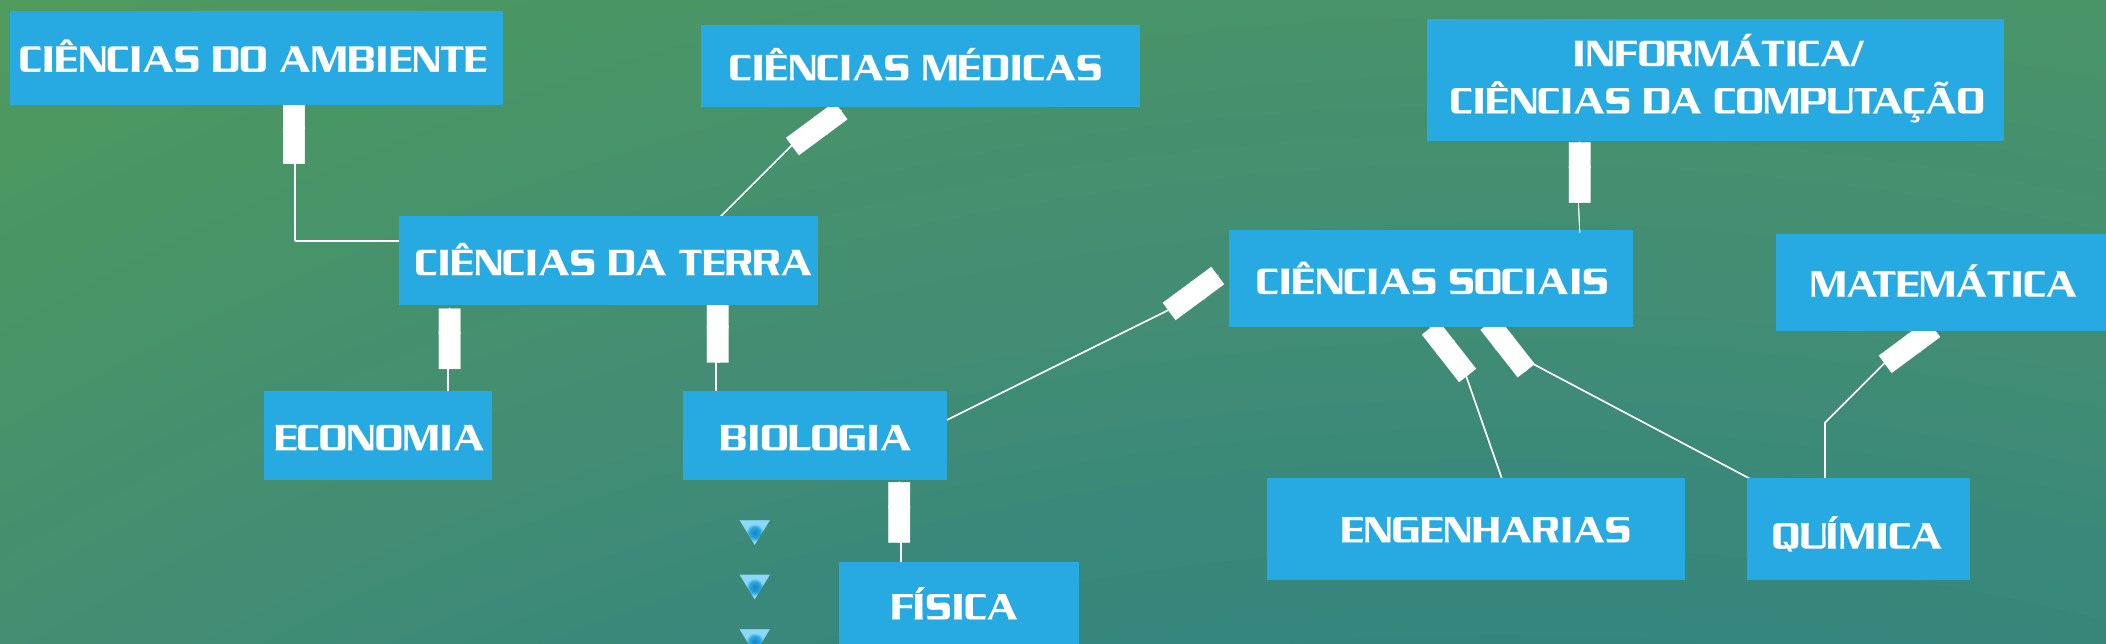 CIÊNCIAS DO AMBIENTE
CIÊNCIAS MÉDICAS
INFORMÁTICA/
CIÊNCIAS DA COMPUTAÇÃO
CIÊNCIAS DA TERRA
CIÊNCIAS SOCIAIS
MATEMÁTICA
ECONOMIA
BIOLOGIA
ENGENHARIAS
QUÍMICA
FÍSICA